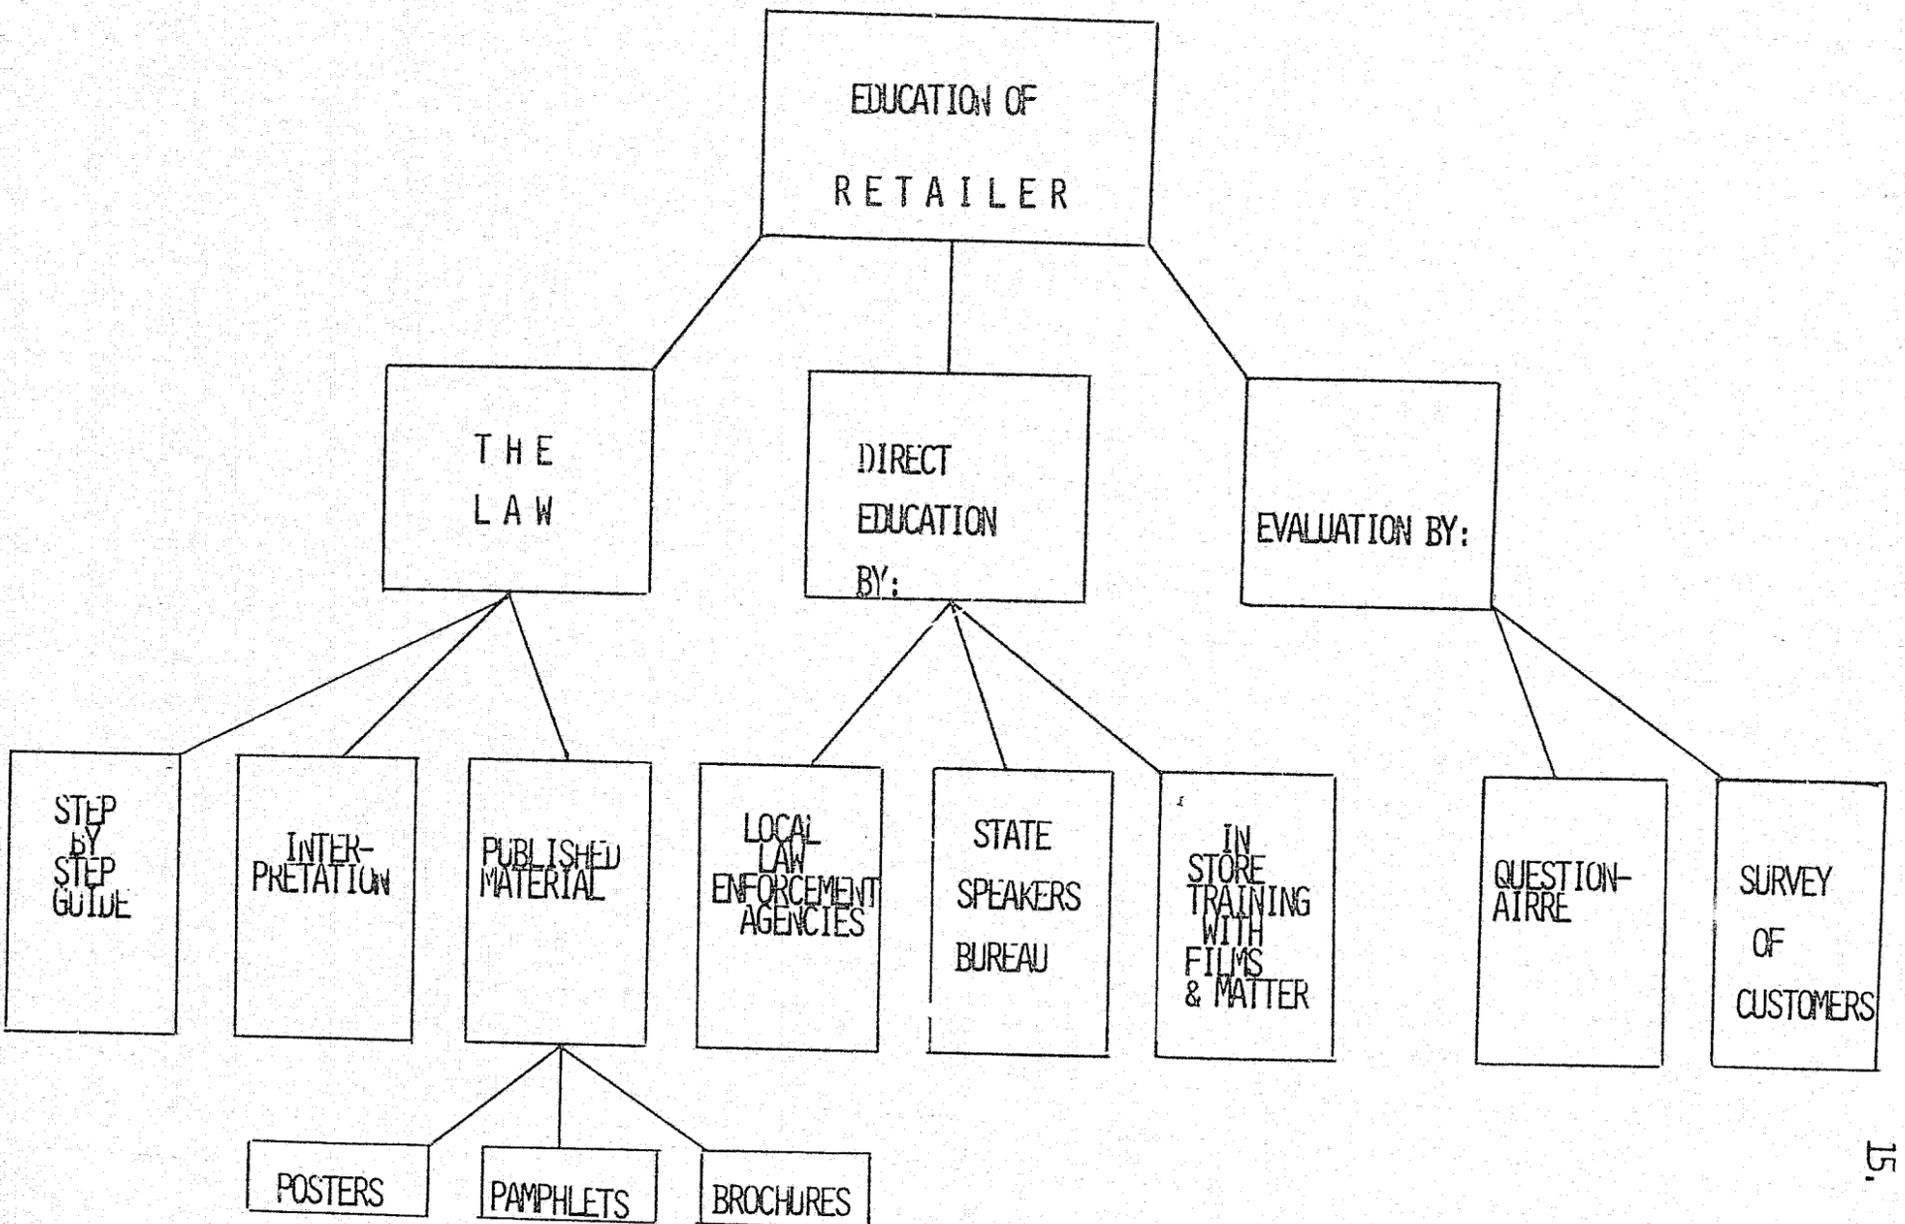 EDUCATION OF
RETAILER
THE
LAW
DIRECT
EDUCATION
BY:
EVALUATION BY:
STEP
BY
STEP
GUIDE
INTER-
PRETATION
PUBLISHED
MATERIAL
LOCAL
LAW
ENFORCEMENT
AGENCIES
STATE
SPEAKERS
BUREAU
IN
STORE
TRAINING
WITH
FILMS
& MATTER
QUESTION-
AIRRE
SURVEY
OF
CUSTOMERS
POSTERS
PAMPHLETS
BROCHURES
15.